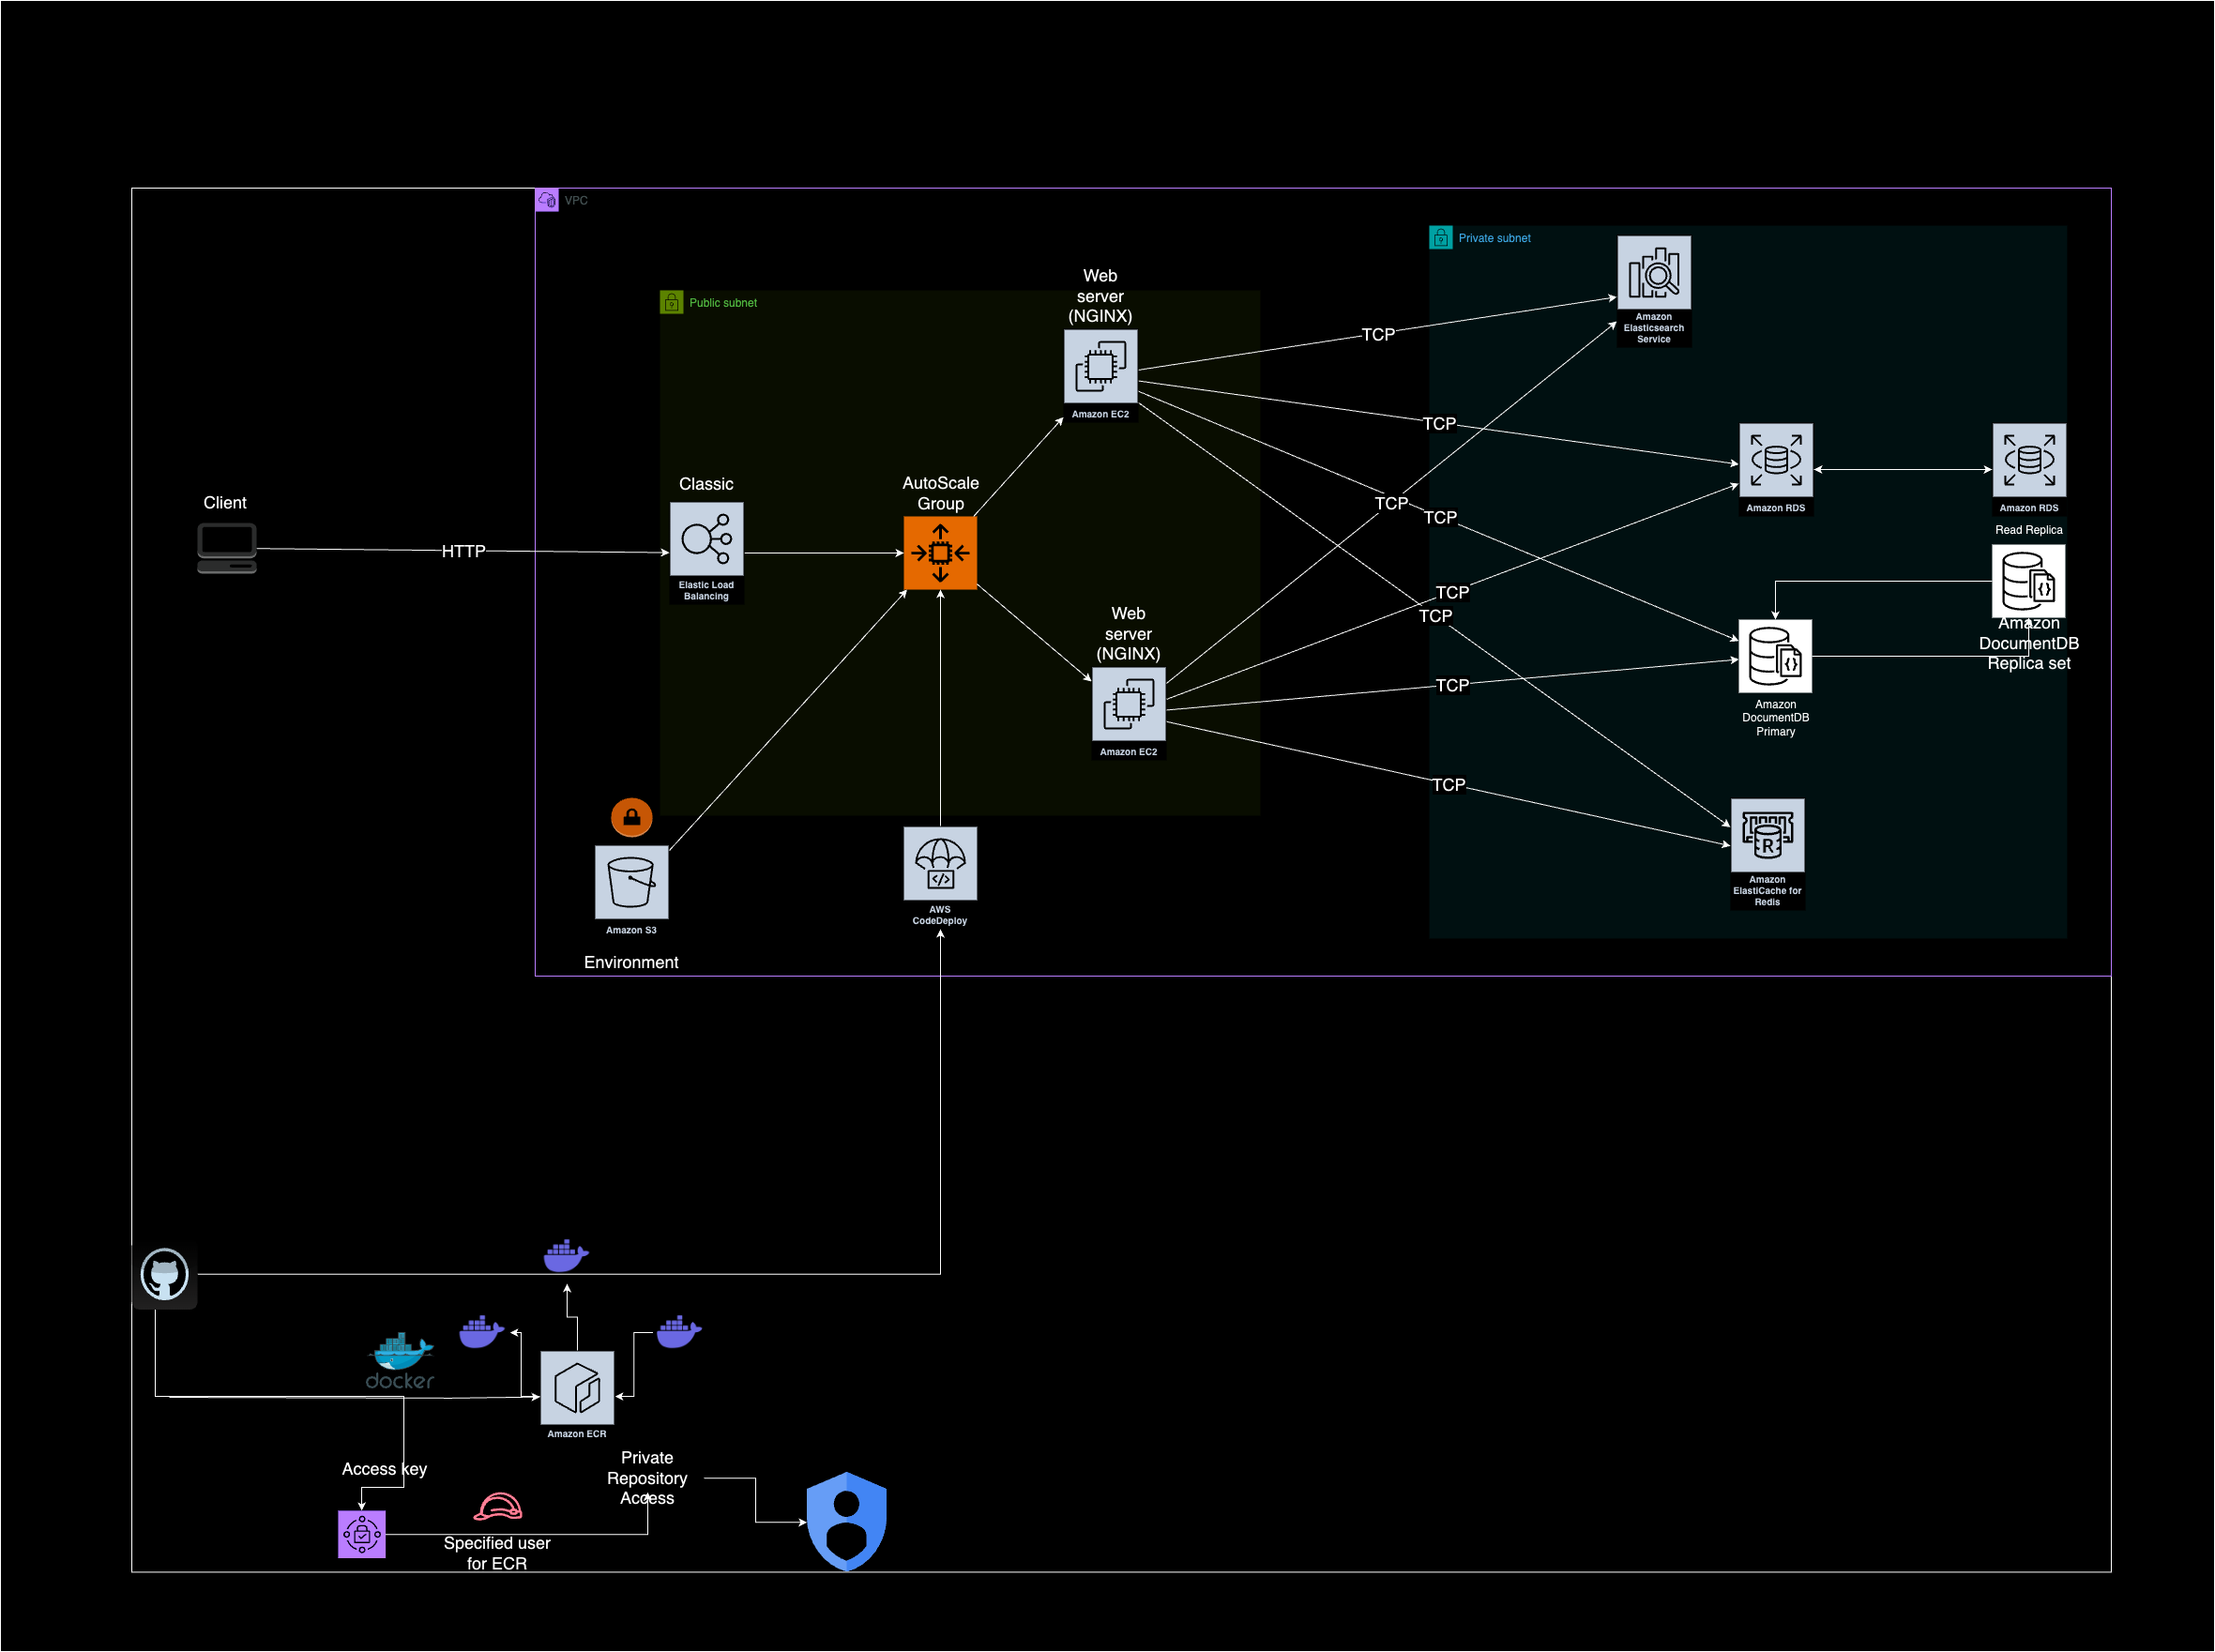 VPC
Private subnet
Amazon
Elasticsearch
Service
Web
server
(NGINX)
Amazon EC2
Public subnet
TCP
TCP
Amazon RDS
Amazon RDS
Read Replica
Client
HTTP
Classic
Elastic Load
Balancing
AutoScale
Group
TCP
TCP
TCP
TCP
Amazon
DocumentDB
Replica set
Web
server
(NGINX)
Amazon EC2
TCP
Amazon
DocumentDB
Primary
TCP
Amazon
ElastiCache for
Redis
R
</>
{}
{}
Amazon S3
Environment
AWS
CodeDeploy
docker
Amazon ECR
Access key
Private
Repository
Access
Specified user
for ECR